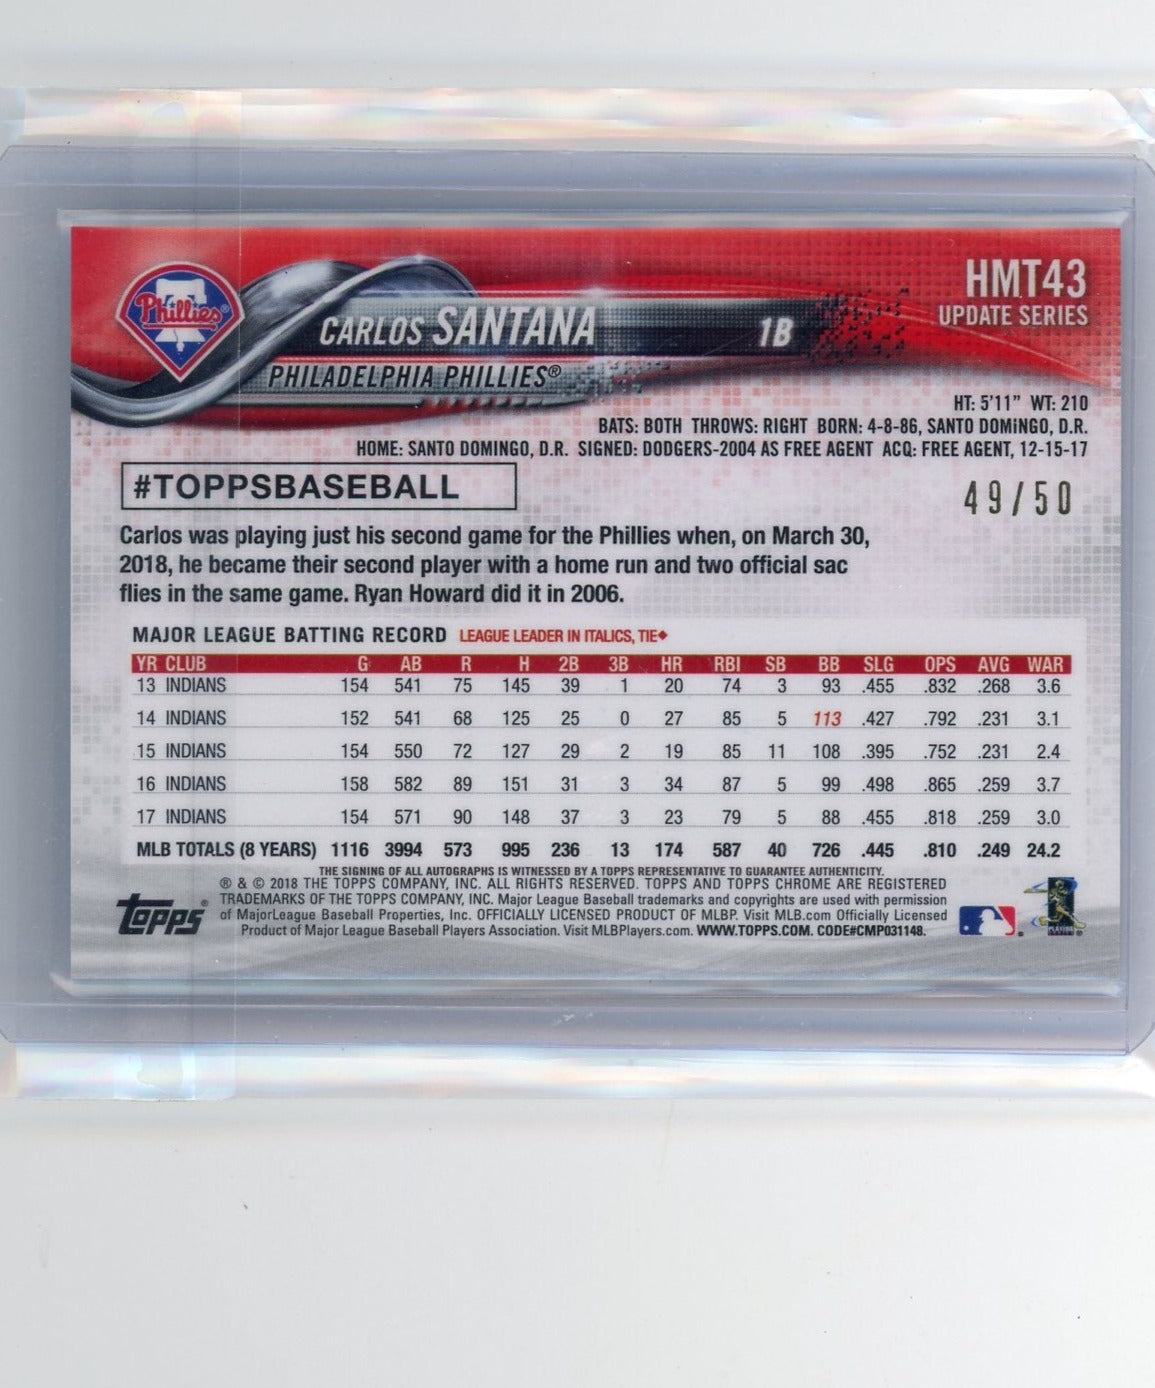 Phillies®
HMT43
UPDATE SERIES
CARLOS SANTANA 1B
PHILADELPHIA PHILLIES®
HT: 5'11" WT: 210
BATS: BOTH THROWS: RIGHT BORN: 4-8-86, SANTO DOMINGO, D.R.
HOME: SANTO DOMINGO, D.R. SIGNED: DODGERS-2004 AS FREE AGENT ACQ: FREE AGENT, 12-15-17
#TOPPSBASEBALL
49/50
Carlos was playing just his second game for the Phillies when, on March 30,
2018, he became their second player with a home run and two official sac
flies in the same game. Ryan Howard did it in 2006.
MAJOR LEAGUE BATTING RECORD LEAGUE LEADER IN ITALICS, TIE◆
YR CLUB G AB R H 2B 3B HR RBI SB BB SLG OPS AVG WAR
13 INDIANS 154 541 75 145 39 1 20 74 3 93 .455 .832 .268 3.6
14 INDIANS 152 541 68 125 25 0 27 85 5 113 .427 .792 .231 3.1
15 INDIANS 154 550 72 127 29 2 19 85 11 108 .395 .752 .231 2.4
16 INDIANS 158 582 89 151 31 3 34 87 5 99 .498 .865 .259 3.7
17 INDIANS 154 571 90 148 37 3 23 79 5 88 .455 .818 .259 3.0
MLB TOTALS (8 YEARS) 1116 3994 573 995 236 13 174 587 40 726 .445 .810 .249 24.2
THE SIGNING OF ALL AUTOGRAPHS IS WITNESSED BY A TOPPS REPRESENTATIVE TO GUARANTEE AUTHENTICITY.
® & © 2018 THE TOPPS COMPANY, INC. ALL RIGHTS RESERVED. TOPPS AND TOPPS CHROME ARE REGISTERED
TRADEMARKS OF THE TOPPS COMPANY, INC. Major League Baseball trademarks and copyrights are used with permission
of MajorLeague Baseball Properties, Inc. OFFICIALLY LICENSED PRODUCT OF MLBP. Visit MLB.com Officially Licensed
Product of Major League Baseball Players Association. Visit MLBPlayers.com. WWW.TOPPS.COM. CODE#CMP031148.
Topps®